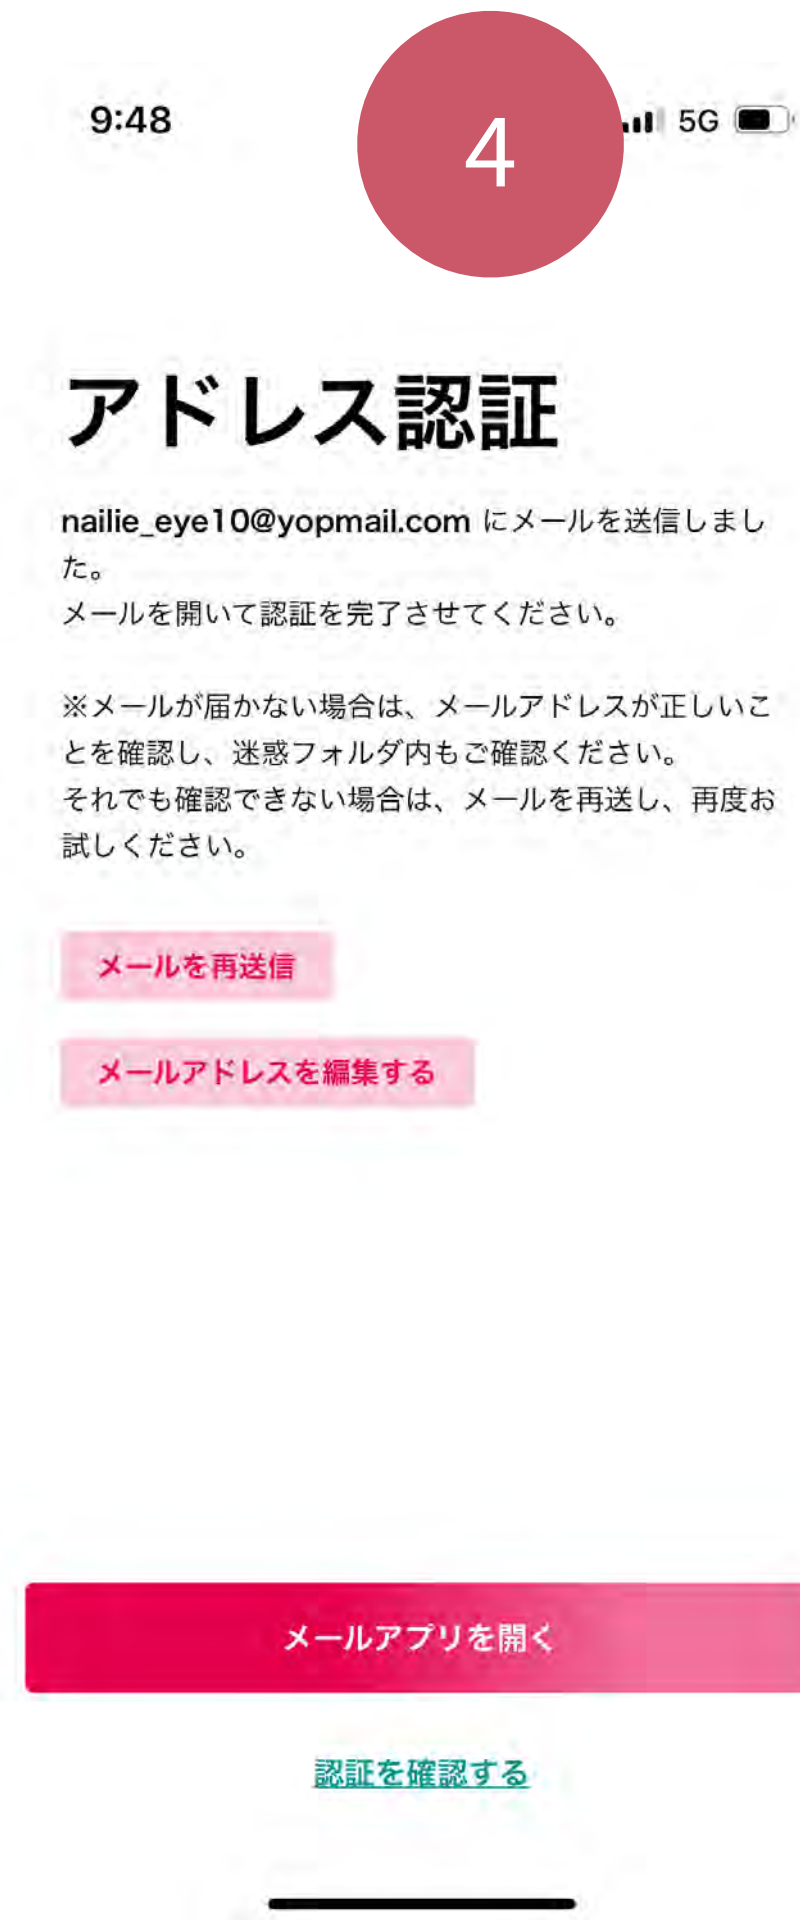 9:48
4
5G
アドレス認証
nailie_eye10@yopmail.com にメールを送信しまし
た。
メールを開いて認証を完了させてください。
※メールが届かない場合は、メールアドレスが正しいこ
とを確認し、迷惑フォルダ内もご確認ください。
それでも確認できない場合は、メールを再送し、再度お
試しください。
メールを再送信
メールアドレスを編集する
メールアプリを開く
認証を確認する